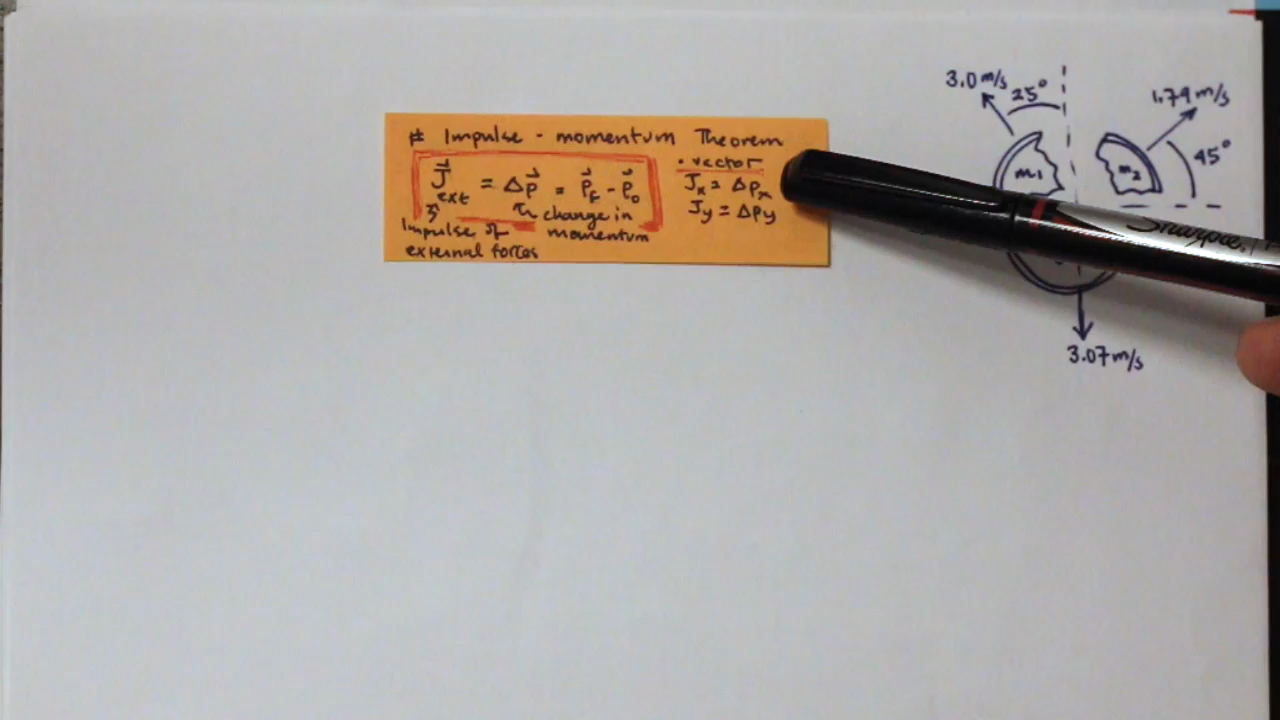 # Impulse - momentum Theorem
J⃗ext = Δp⃗ = p⃗f - p⃗o
Impulse of
external forces
change in
momentum
• vector
Jx = Δpx
Jy = Δpy
3.0 m/s
25°
1.79 m/s
45°
m1
m2
Sharpie
3.07 m/s